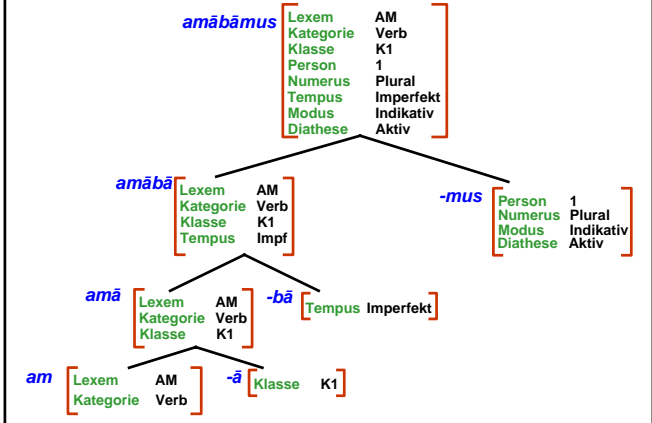 amābāmus
Lexem AM
Kategorie Verb
Klasse K1
Person 1
Numerus Plural
Tempus Imperfekt
Modus Indikativ
Diathese Aktiv
amābā
Lexem AM
Kategorie Verb
Klasse K1
Tempus Impf
-mus
Person 1
Numerus Plural
Modus Indikativ
Diathese Aktiv
amā
Lexem AM
Kategorie Verb
Klasse K1
-bā
Tempus Imperfekt
am
Lexem AM
Kategorie Verb
-ā
Klasse K1